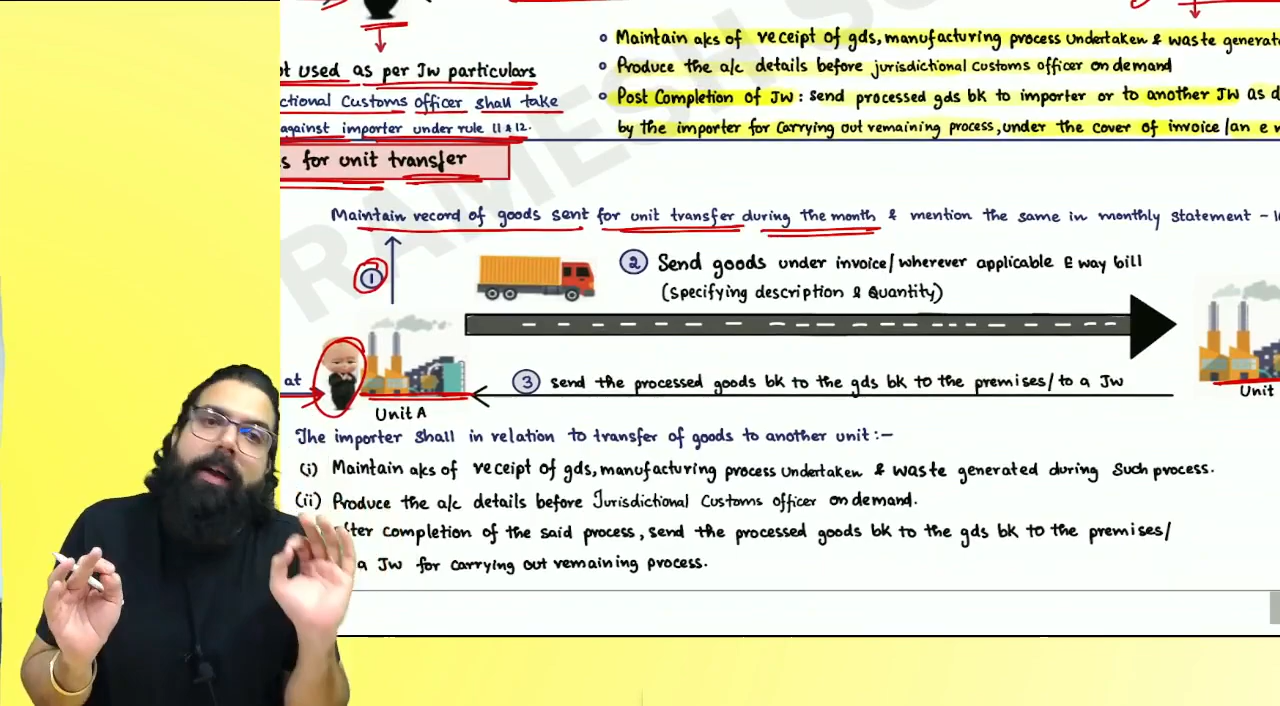 Maintain a/cs of receipt of gds, manufacturing process undertaken & waste
Produce the a/c details before jurisdictional Customs officer on demand
used as per Jw particulars
Customs officer shall take
Post Completion of JW: send processed gds bk to importer or to another JW as
against importer under rule 11 & 12.
by the importer for carrying out remaining process, under the cover of invoice/an e
for unit transfer
Maintain record of goods sent for unit transfer during the month & mention the same in monthly statement -
1
2 Send goods under invoice/wherever applicable E way bill
(specifying description & Quantity)
at
3 send the processed goods bk to the gds bk to the premises/to a JW
Unit A
Unit
The importer shall in relation to transfer of goods to another unit:-
(i) Maintain a/cs of receipt of gds, manufacturing process undertaken & waste generated during such process.
(ii) Produce the a/c details before Jurisdictional Customs officer on demand.
completion of the said process, send the processed goods bk to the gds bk to the premises/
a JW for carrying out remaining process.
RAMESH